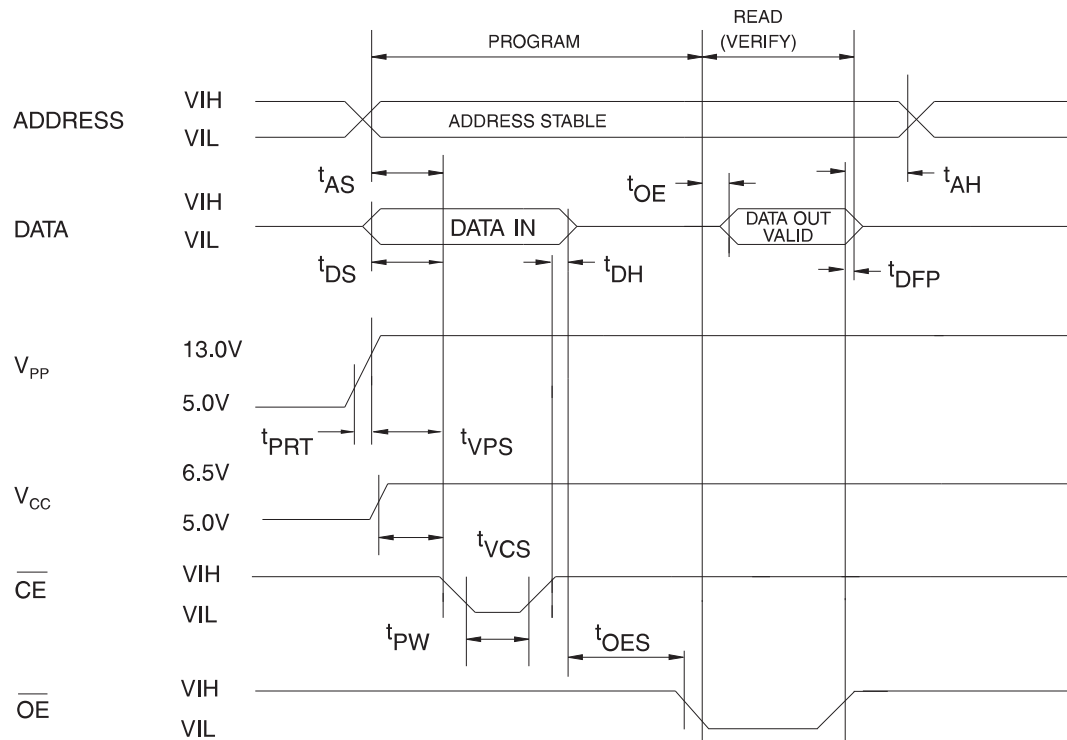 READ
PROGRAM (VERIFY)
ADDRESS VIH
VIL ADDRESS STABLE
tAS tOE tAH
DATA VIH
VIL DATA IN DATA OUT
VALID
tDS tDH tDFP
VPP 13.0V
5.0V
tPRT tVPS
VCC 6.5V
5.0V
tVCS
CE VIH
VIL
tPW tOES
OE VIH
VIL